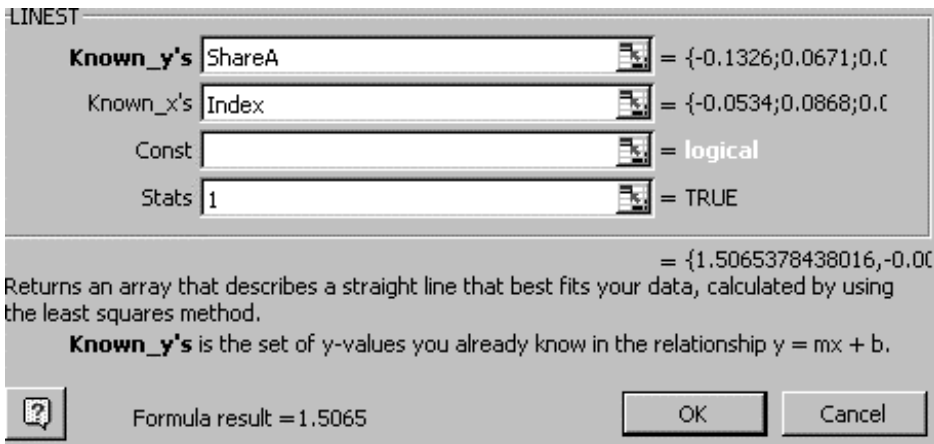 LINEST
Known_y's ShareA = {-0.1326;0.0671;0.0
Known_x's Index = {-0.0534;0.0868;0.0
Const = logical
Stats 1 = TRUE
= {1.5065378438016,-0.00
Returns an array that describes a straight line that best fits your data, calculated by using
the least squares method.
Known_y's is the set of y-values you already know in the relationship y = mx + b.
Formula result =1.5065 OK Cancel